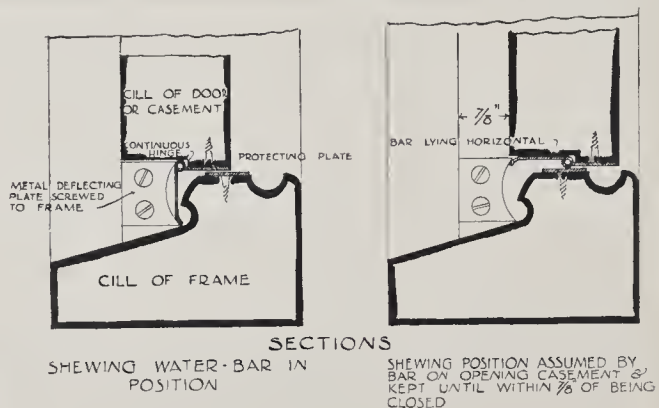 CILL OF DOOR
OR CASEMENT
CONTINUOUS
HINGE
PROTECTING PLATE
METAL DEFLECTING
PLATE SCREWED
TO FRAME
CILL OF FRAME
7/8"
BAR LYING HORIZONTAL
SECTIONS
SHEWING WATER-BAR IN
POSITION
SHEWING POSITION ASSUMED BY
BAR ON OPENING CASEMENT &
KEPT UNTIL WITHIN 7/8" OF BEING
CLOSED